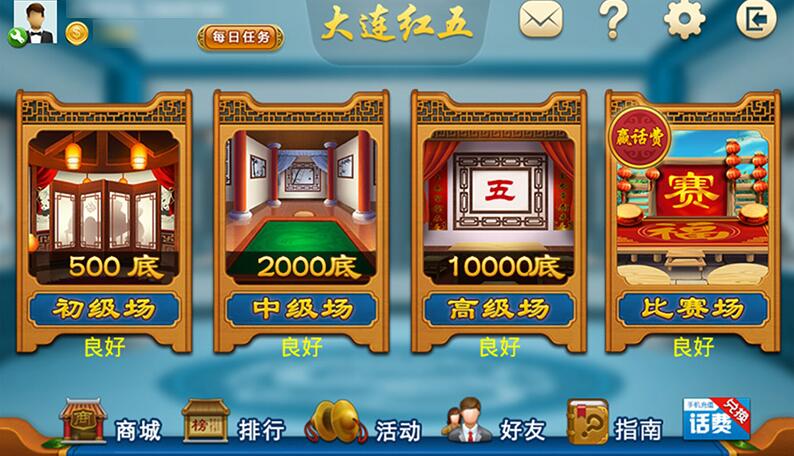 每日任务
大连红五
?
赢话费
五
赛
福
500底
2000底
10000底
初级场
中级场
高级场
比赛场
良好
良好
良好
良好
商
商城
榜
排行
活动
好友
?
指南
手机充值
话费
兑换